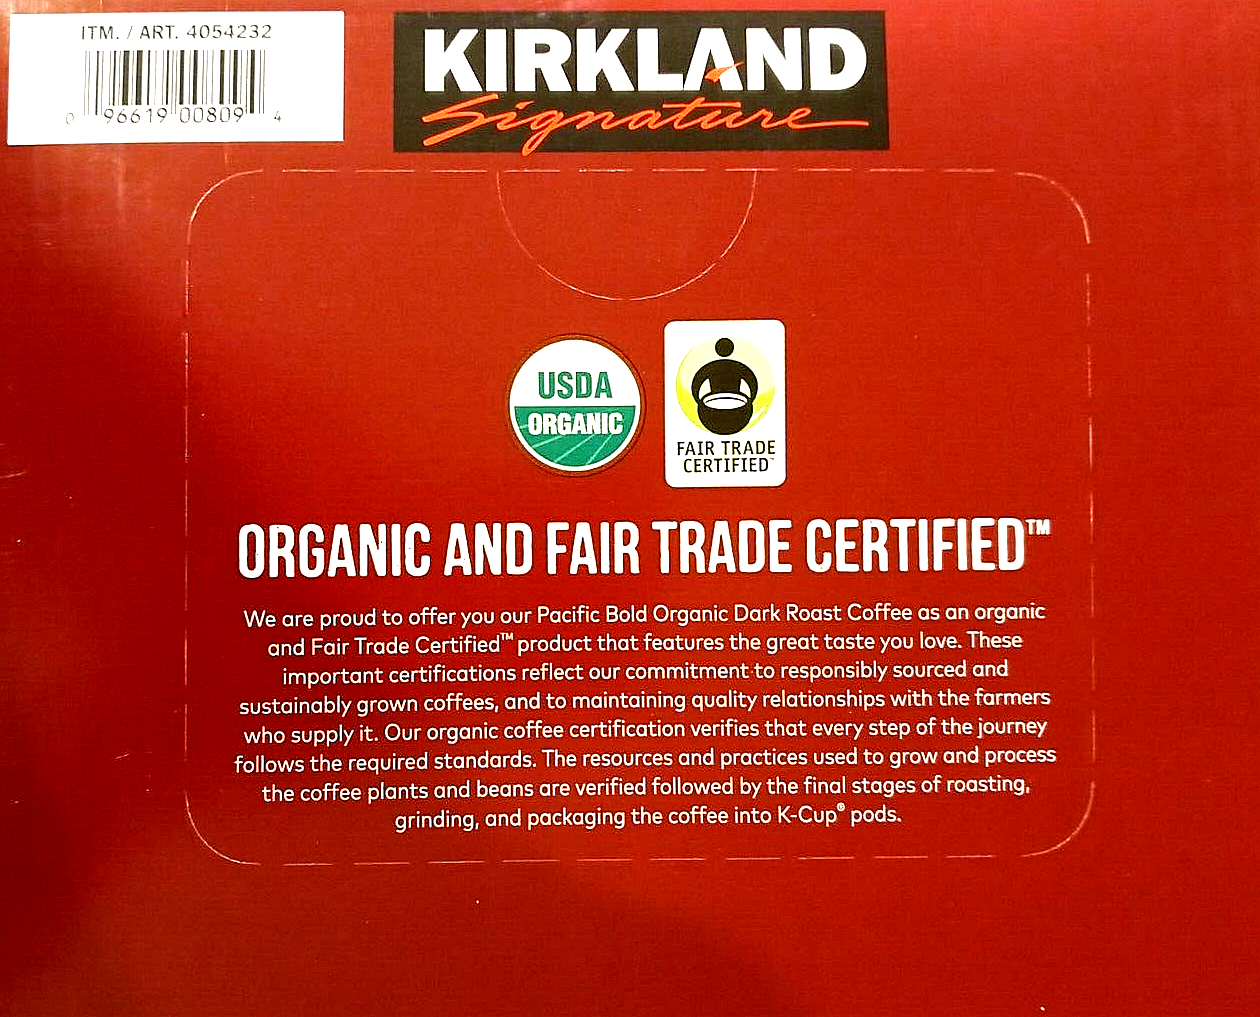 ITM. / ART. 4054232
0 96619 00809 4
KIRKLAND
Signature
USDA
ORGANIC
FAIR TRADE
CERTIFIED™
ORGANIC AND FAIR TRADE CERTIFIED™
We are proud to offer you our Pacific Bold Organic Dark Roast Coffee as an organic
and Fair Trade Certified™ product that features the great taste you love. These
important certifications reflect our commitment to responsibly sourced and
sustainably grown coffees, and to maintaining quality relationships with the farmers
who supply it. Our organic coffee certification verifies that every step of the journey
follows the required standards. The resources and practices used to grow and process
the coffee plants and beans are verified followed by the final stages of roasting,
grinding, and packaging the coffee into K-Cup® pods.